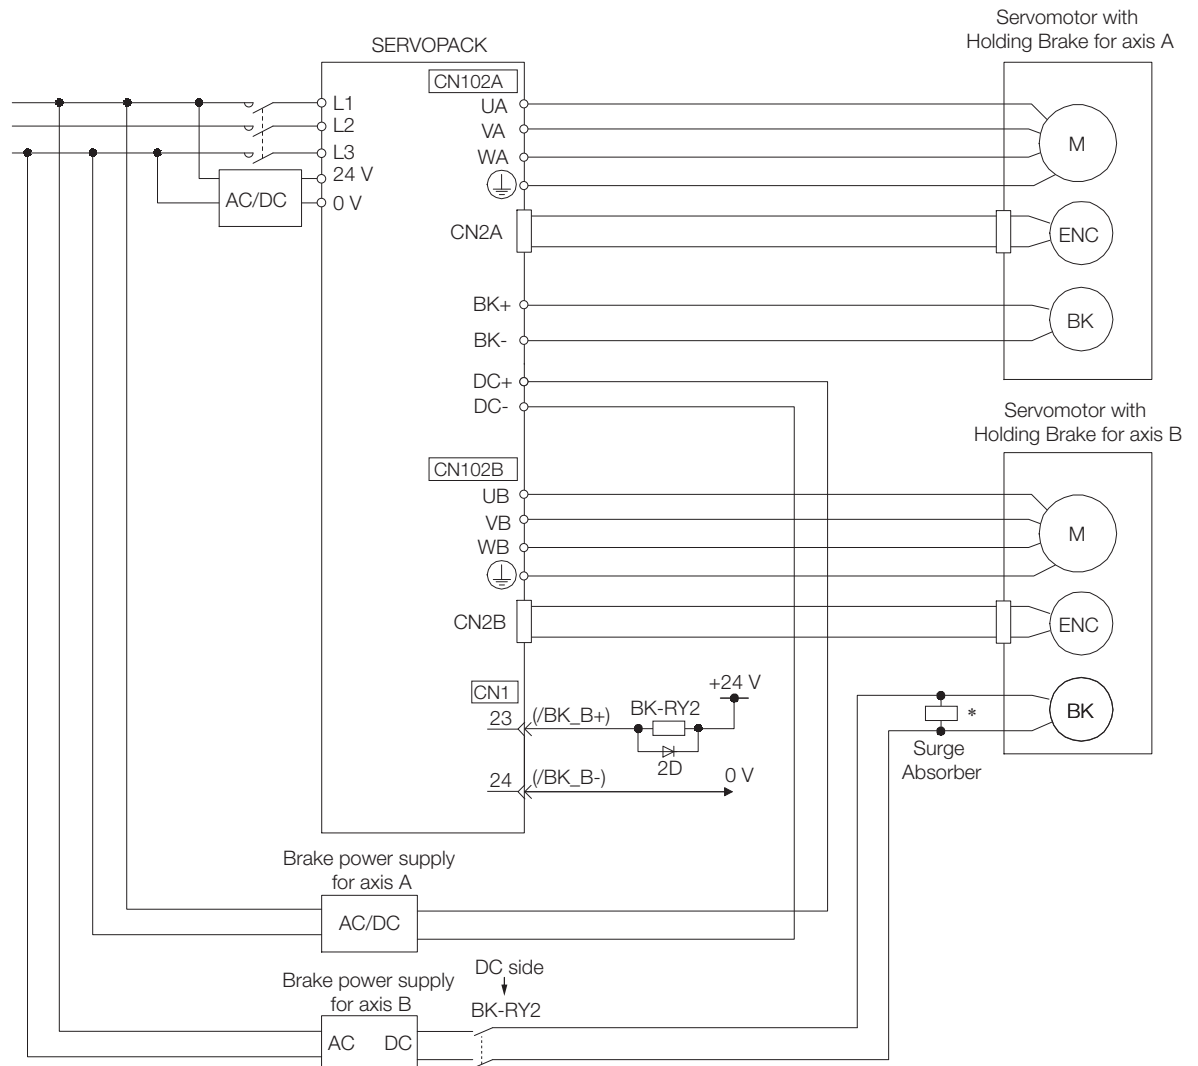 Servomotor with
Holding Brake for axis A
SERVOPACK
CN102A
L1
L2
L3
24 V
0 V
AC/DC
UA
VA
WA
M
CN2A
ENC
BK+
BK-
BK
DC+
DC-
Servomotor with
Holding Brake for axis B
CN102B
UB
VB
WB
M
CN2B
ENC
CN1
+24 V
23
(/BK_B+)
BK-RY2
2D
BK
*
Surge
Absorber
24
(/BK_B-)
0 V
Brake power supply
for axis A
AC/DC
Brake power supply
for axis B
DC side
BK-RY2
AC
DC